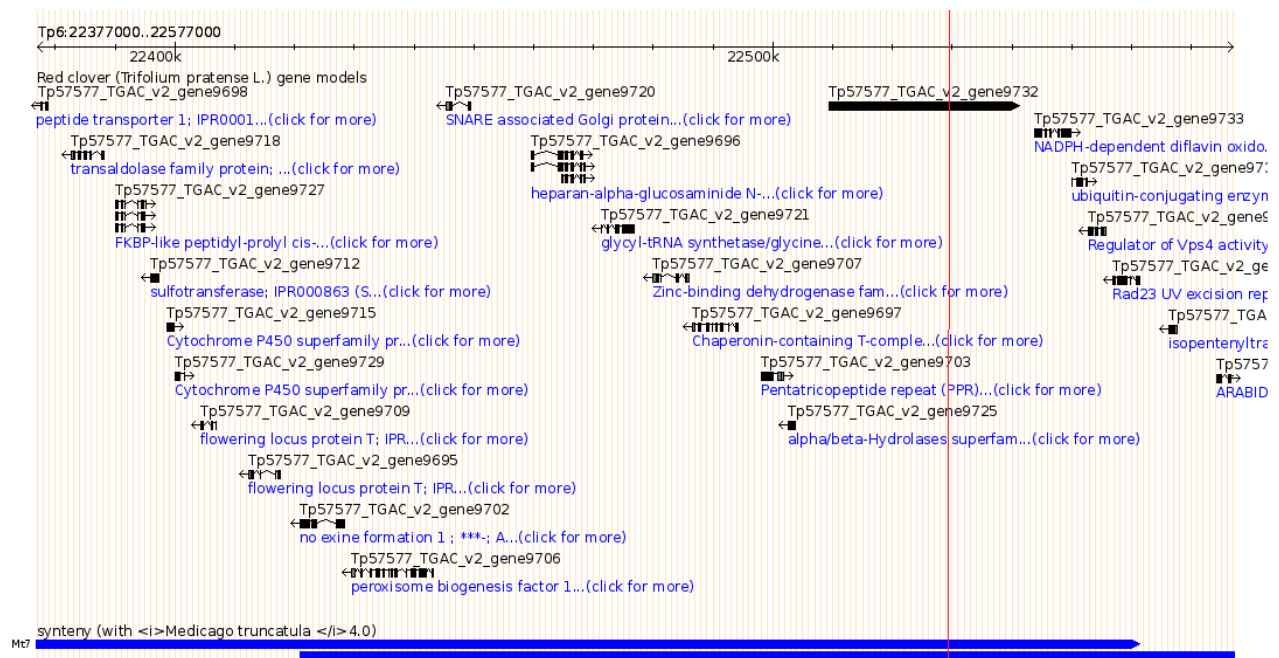 Tp6:22377000..22577000
22400k 22500k
Red clover (Trifolium pratense L.) gene models
Tp57577_TGAC_v2_gene9698 Tp57577_TGAC_v2_gene9720 Tp57577_TGAC_v2_gene9732
peptide transporter 1; IPR0001...(click for more) SNARE associated Golgi protein...(click for more) Tp57577_TGAC_v2_gene9733
Tp57577_TGAC_v2_gene9718 Tp57577_TGAC_v2_gene9696 NADPH-dependent diflavin oxido.
transaldolase family protein; ...(click for more) Tp57577_TGAC_v2_gene973
Tp57577_TGAC_v2_gene9727 heparan-alpha-glucosaminide N-...(click for more) ubiquitin-conjugating enzym
Tp57577_TGAC_v2_gene9721 Tp57577_TGAC_v2_gene9
FKBP-like peptidyl-prolyl cis-...(click for more) glycyl-tRNA synthetase/glycine...(click for more) Regulator of Vps4 activity
Tp57577_TGAC_v2_gene9712 Tp57577_TGAC_v2_gene9707 Tp57577_TGAC_v2_ge
sulfotransferase; IPR000863 (S...(click for more) Zinc-binding dehydrogenase fam...(click for more) Rad23 UV excision rep
Tp57577_TGAC_v2_gene9715 Tp57577_TGAC_v2_gene9697 Tp57577_TGA
Cytochrome P450 superfamily pr...(click for more) Chaperonin-containing T-comple...(click for more) isopentenyltra
Tp57577_TGAC_v2_gene9729 Tp57577_TGAC_v2_gene9703 Tp5757
Cytochrome P450 superfamily pr...(click for more) Pentatricopeptide repeat (PPR)...(click for more) ARABID
Tp57577_TGAC_v2_gene9709 Tp57577_TGAC_v2_gene9725
flowering locus protein T; IPR...(click for more) alpha/beta-Hydrolases superfam...(click for more)
Tp57577_TGAC_v2_gene9695
flowering locus protein T; IPR...(click for more)
Tp57577_TGAC_v2_gene9702
no exine formation 1 ; ***-; A...(click for more)
Tp57577_TGAC_v2_gene9706
peroxisome biogenesis factor 1...(click for more)
synteny (with <i>Medicago truncatula </i>4.0)
Mt7